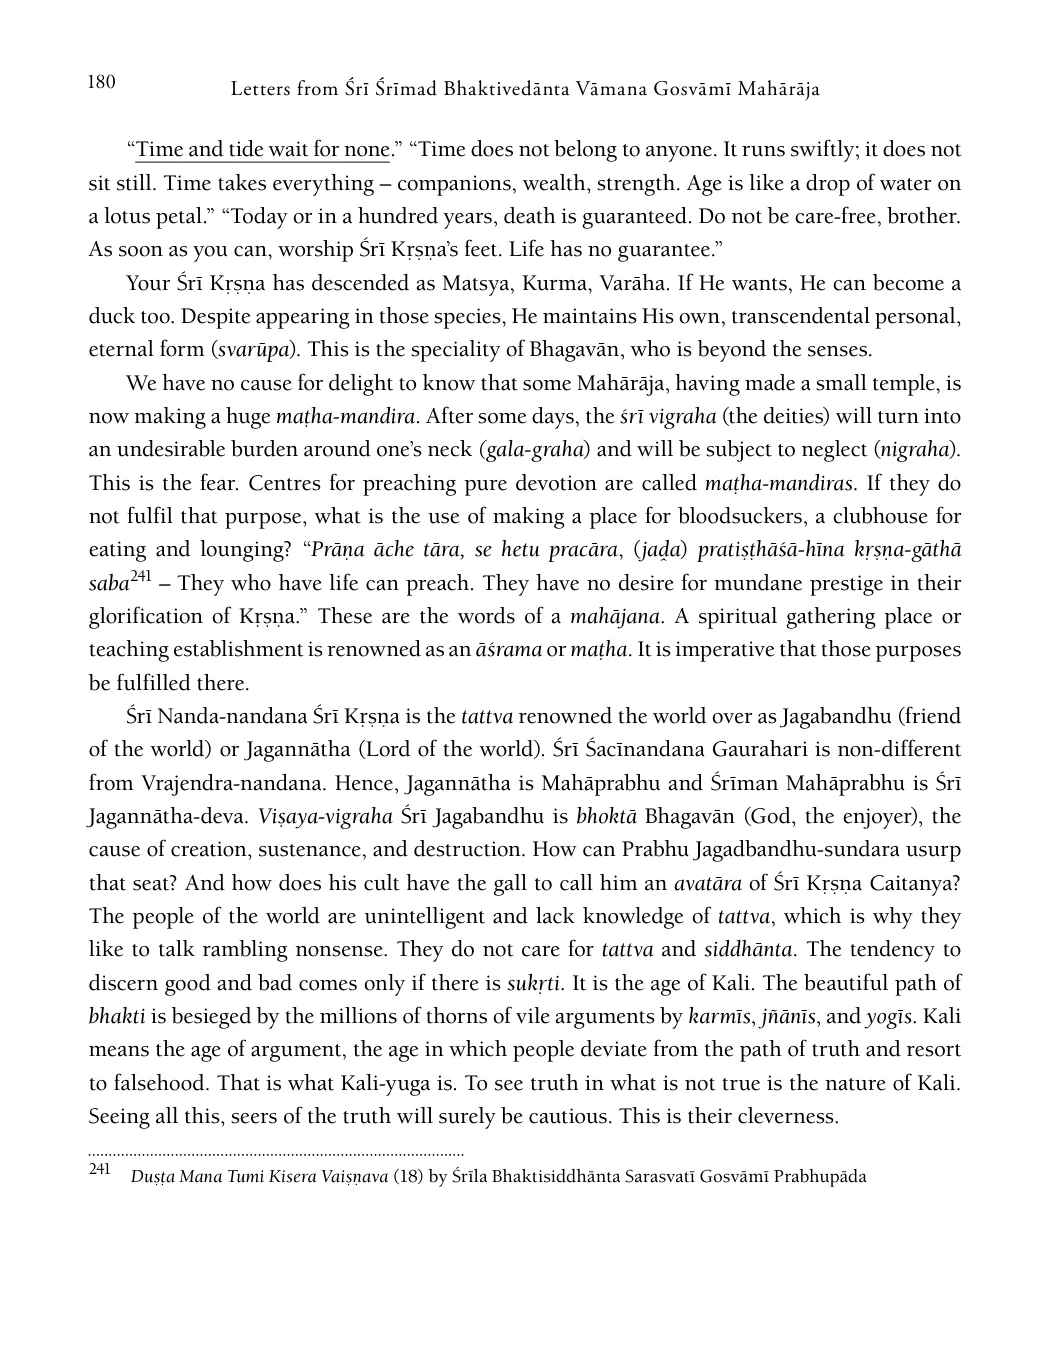 180
Letters from Śrī Śrīmad Bhaktivedānta Vāmana Gosvāmī Mahārāja
“Time and tide wait for none.” “Time does not belong to anyone. It runs swiftly; it does not
sit still. Time takes everything – companions, wealth, strength. Age is like a drop of water on
a lotus petal.” “Today or in a hundred years, death is guaranteed. Do not be care-free, brother.
As soon as you can, worship Śrī Kṛṣṇa’s feet. Life has no guarantee.”
Your Śrī Kṛṣṇa has descended as Matsya, Kurma, Varāha. If He wants, He can become a
duck too. Despite appearing in those species, He maintains His own, transcendental personal,
eternal form (svarūpa). This is the speciality of Bhagavān, who is beyond the senses.
We have no cause for delight to know that some Mahārāja, having made a small temple, is
now making a huge maṭha-mandira. After some days, the śrī vigraha (the deities) will turn into
an undesirable burden around one’s neck (gala-graha) and will be subject to neglect (nigraha).
This is the fear. Centres for preaching pure devotion are called maṭha-mandiras. If they do
not fulfil that purpose, what is the use of making a place for bloodsuckers, a clubhouse for
eating and lounging? “Prāṇa āche tāra, se hetu pracāra, (jaḓa) pratiṣṭhāśā-hīna kṛṣṇa-gāthā
saba241 – They who have life can preach. They have no desire for mundane prestige in their
glorification of Kṛṣṇa.” These are the words of a mahājana. A spiritual gathering place or
teaching establishment is renowned as an āśrama or maṭha. It is imperative that those purposes
be fulfilled there.
Śrī Nanda-nandana Śrī Kṛṣṇa is the tattva renowned the world over as Jagabandhu (friend
of the world) or Jagannātha (Lord of the world). Śrī Śacīnandana Gaurahari is non-different
from Vrajendra-nandana. Hence, Jagannātha is Mahāprabhu and Śrīman Mahāprabhu is Śrī
Jagannātha-deva. Viṣaya-vigraha Śrī Jagabandhu is bhoktā Bhagavān (God, the enjoyer), the
cause of creation, sustenance, and destruction. How can Prabhu Jagadbandhu-sundara usurp
that seat? And how does his cult have the gall to call him an avatāra of Śrī Kṛṣṇa Caitanya?
The people of the world are unintelligent and lack knowledge of tattva, which is why they
like to talk rambling nonsense. They do not care for tattva and siddhānta. The tendency to
discern good and bad comes only if there is sukṛti. It is the age of Kali. The beautiful path of
bhakti is besieged by the millions of thorns of vile arguments by karmīs, jñānīs, and yogīs. Kali
means the age of argument, the age in which people deviate from the path of truth and resort
to falsehood. That is what Kali-yuga is. To see truth in what is not true is the nature of Kali.
Seeing all this, seers of the truth will surely be cautious. This is their cleverness.
241 Duṣṭa Mana Tumi Kisera Vaiṣṇava (18) by Śrīla Bhaktisiddhānta Sarasvatī Gosvāmī Prabhupāda